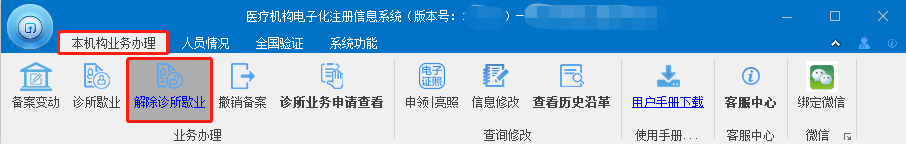 医疗机构电子化注册信息系统（版本号：
本机构业务办理 人员情况 全国验证 系统功能
电子
证照
备案变动 诊所歇业 解除诊所歇业 撤销备案 诊所业务申请查看 申领|亮照 信息修改 查看历史沿革 用户手册下载 客服中心 绑定微信
业务办理 查询修改 使用手册... 客服中心 微信